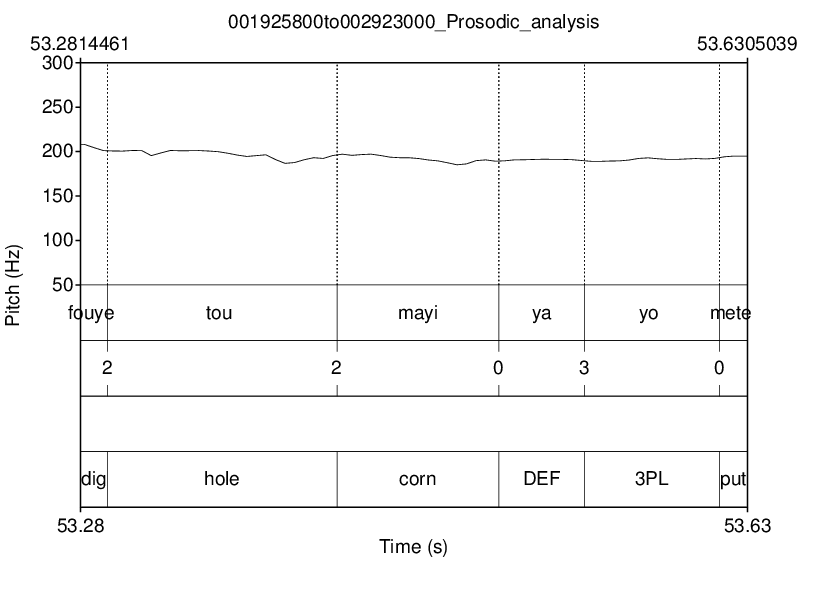 001925800to002923000_Prosodic_analysis
53.2814461 53.6305039
300
250
200
150
100
50
Pitch (Hz)
fouye tou mayi ya yo mete
2 2 0 3 0
dig hole corn DEF 3PL put
53.28 53.63
Time (s)